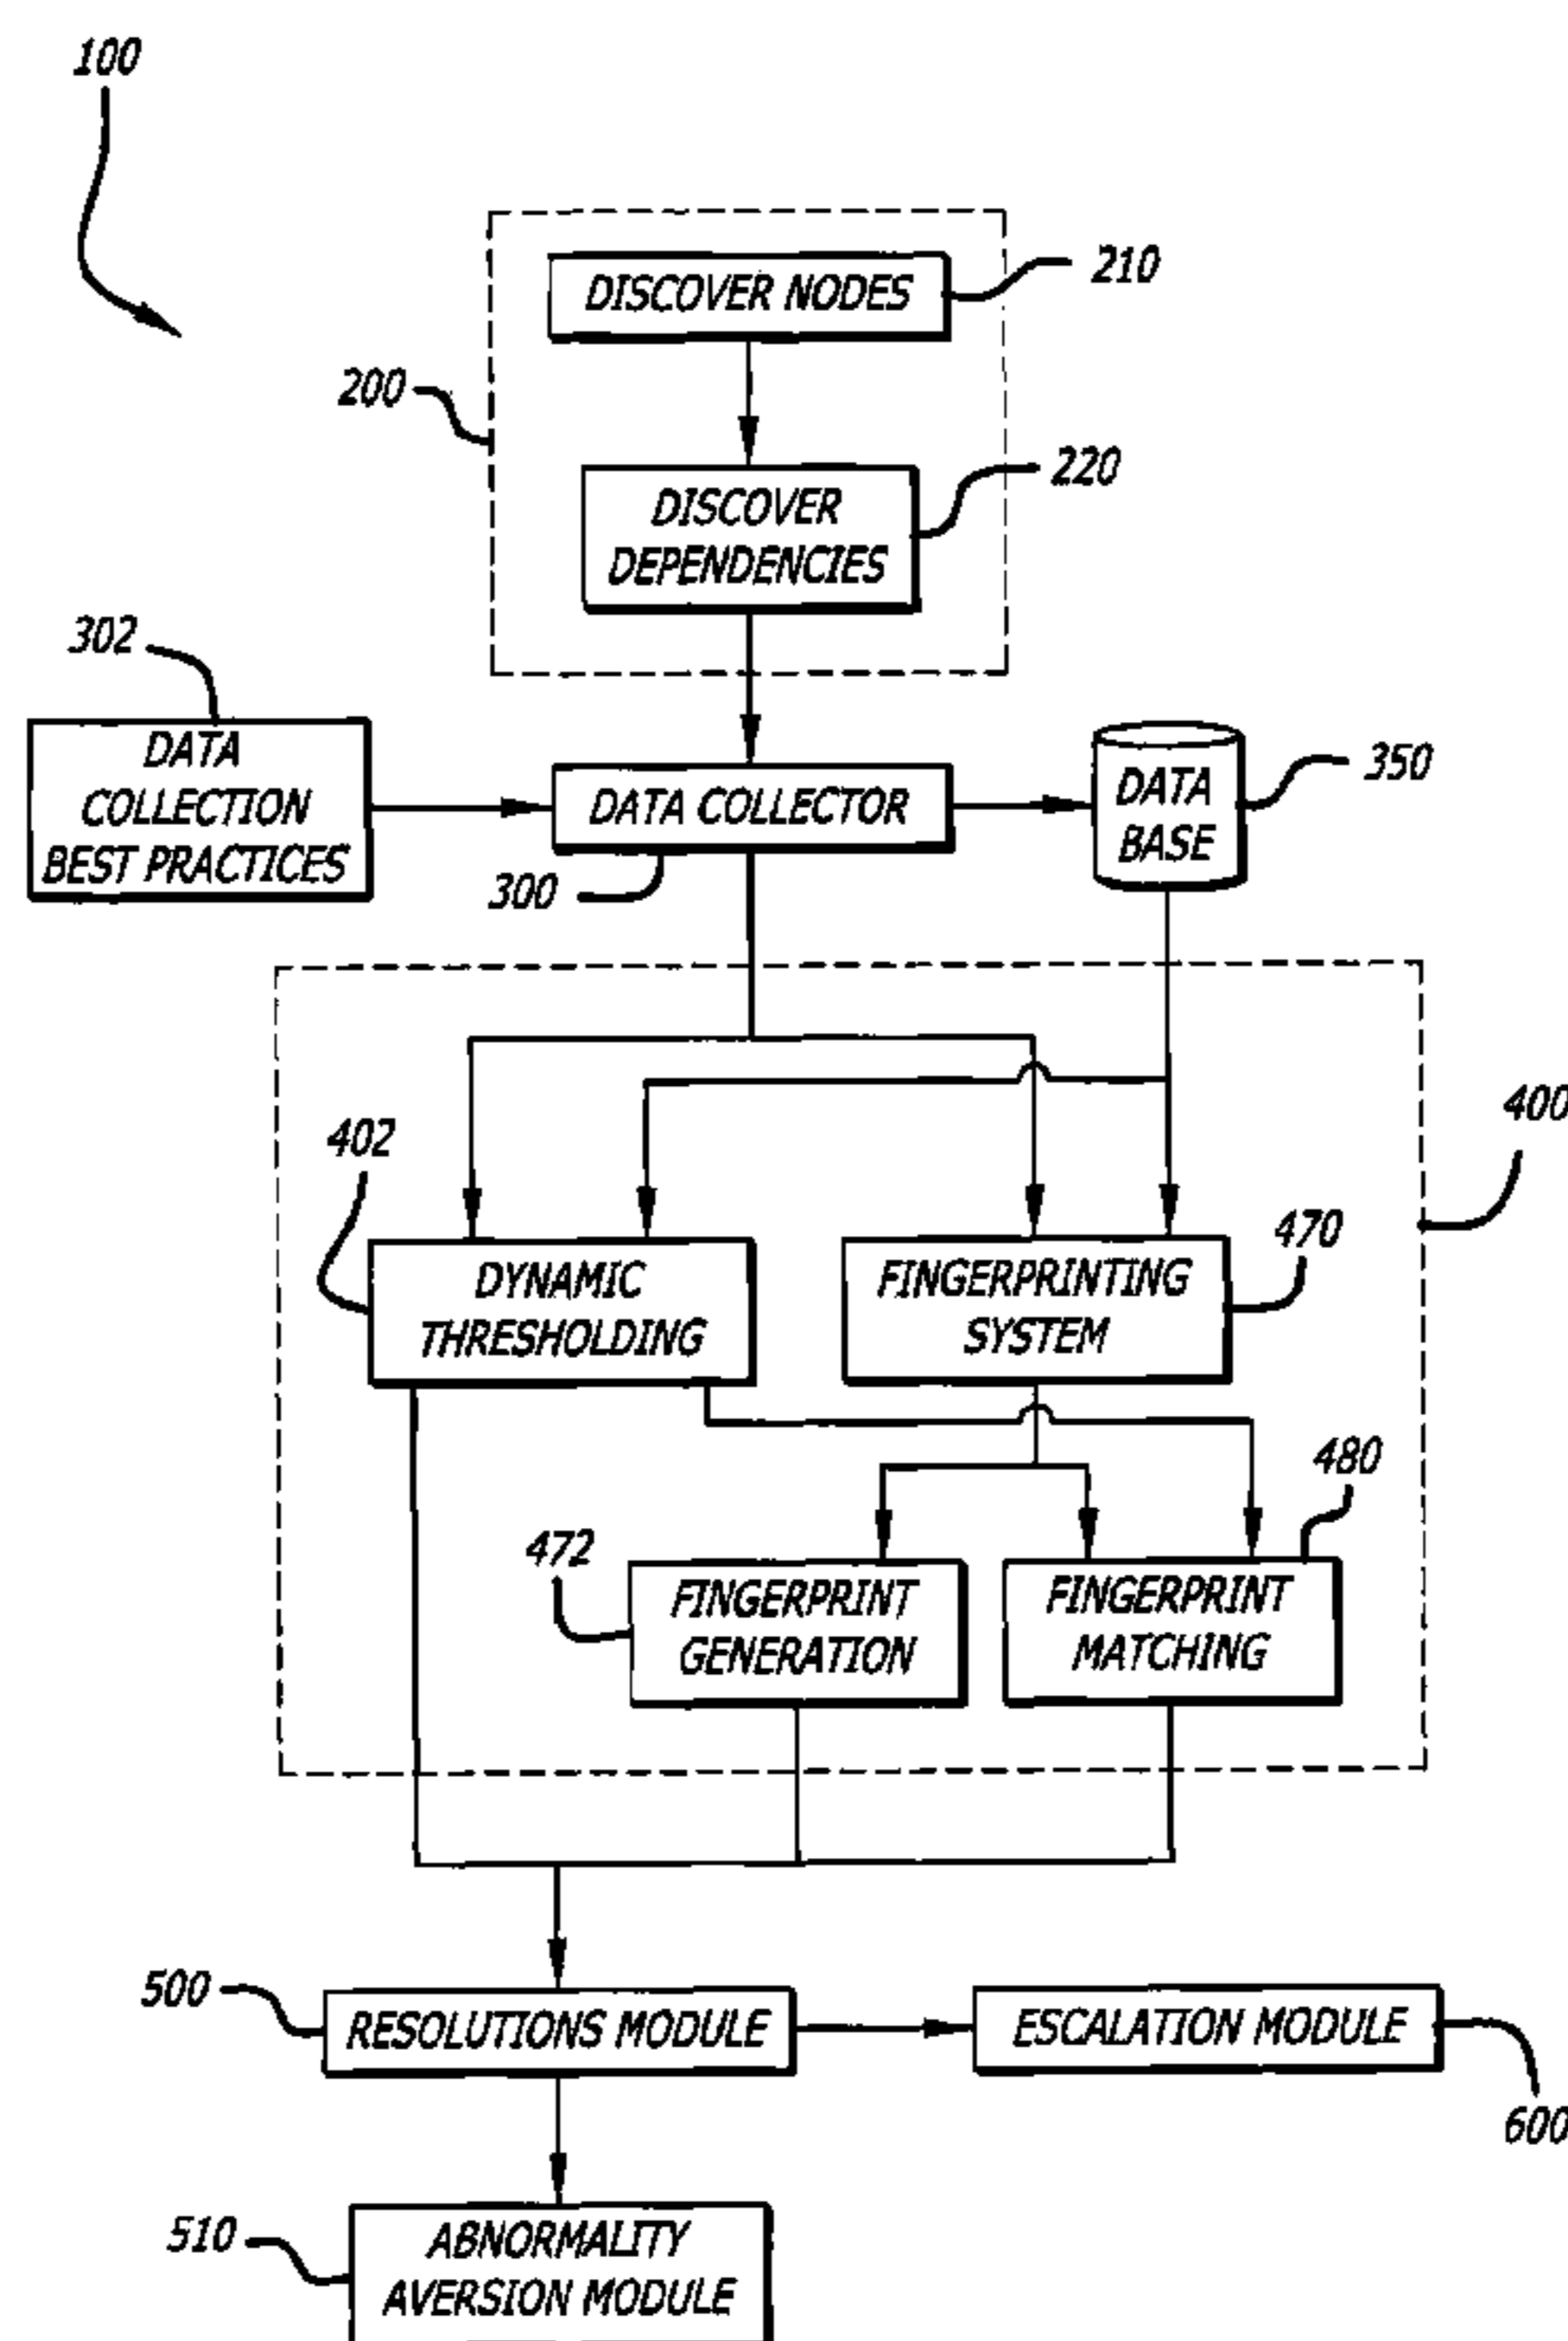 100
DISCOVER NODES
210
200
DISCOVER
DEPENDENCIES
220
302
DATA
COLLECTION
BEST PRACTICES
DATA COLLECTOR
300
DATA
BASE
350
400
402
DYNAMIC
THRESHOLDING
FINGERPRINTING
SYSTEM
470
472
FINGERPRINT
GENERATION
FINGERPRINT
MATCHING
480
500
RESOLUTIONS MODULE
ESCALATION MODULE
600
510
ABNORMALITY
AVERSION MODULE